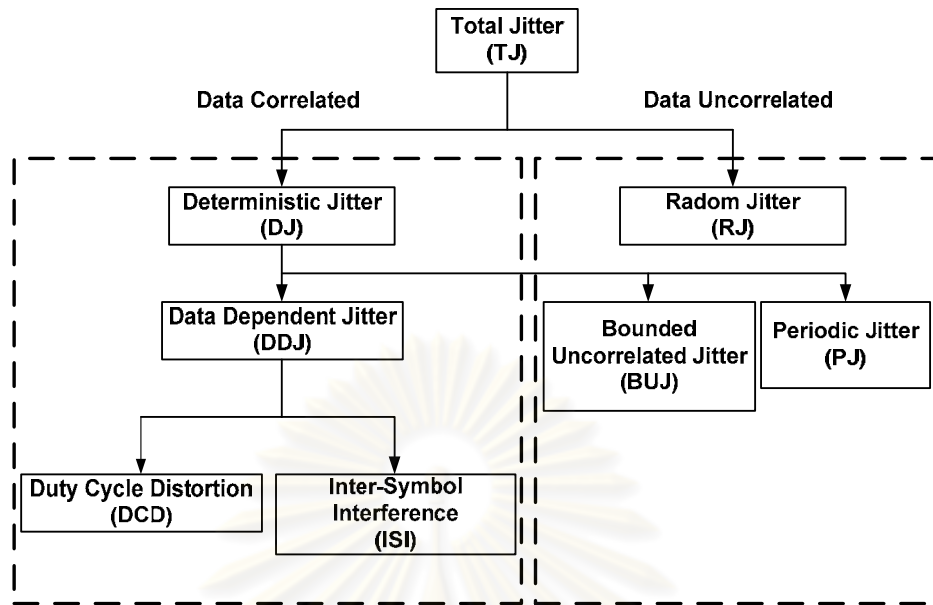 Total Jitter
(TJ)
Data Correlated
Data Uncorrelated
Deterministic Jitter
(DJ)
Radom Jitter
(RJ)
Data Dependent Jitter
(DDJ)
Bounded
Uncorrelated Jitter
(BUJ)
Periodic Jitter
(PJ)
Duty Cycle Distortion
(DCD)
Inter-Symbol
Interference
(ISI)